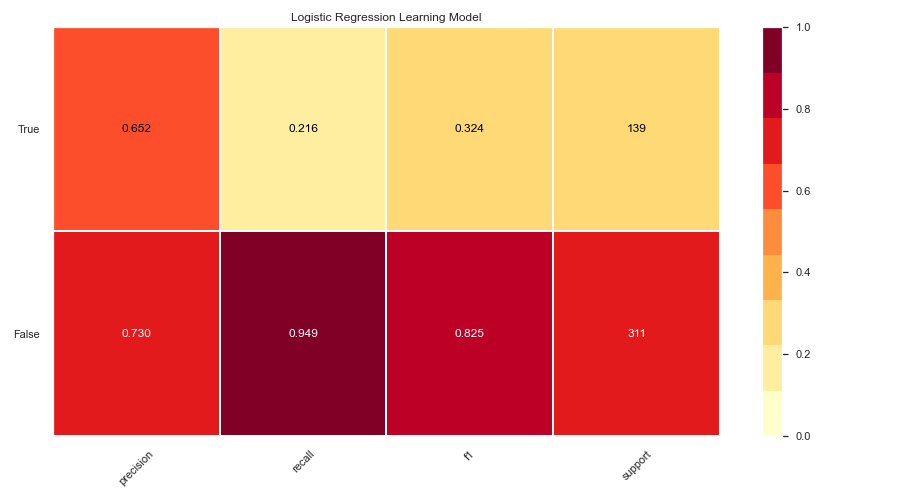 Logistic Regression Learning Model
True
0.652
0.216
0.324
139
False
0.730
0.949
0.825
311
precision
recall
f1
support
1.0
0.8
0.6
0.4
0.2
0.0